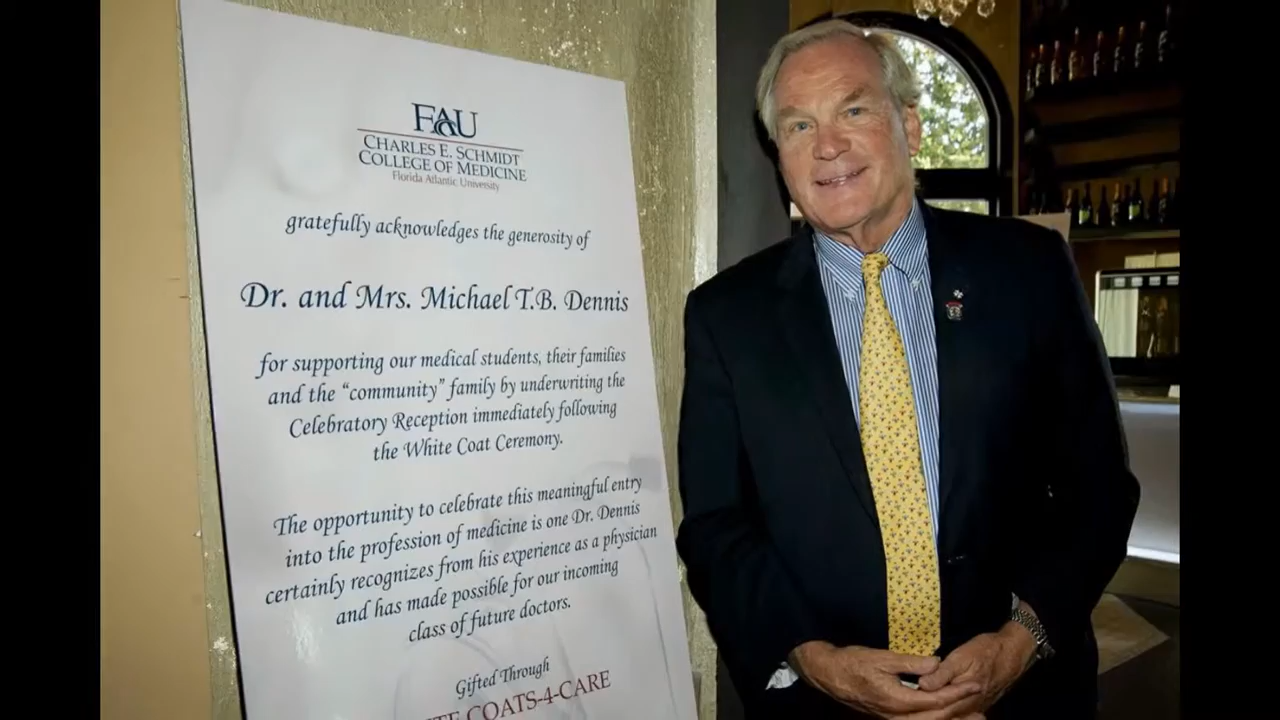 FAU
CHARLES E. SCHMIDT
COLLEGE OF MEDICINE
Florida Atlantic University
gratefully acknowledges the generosity of
Dr. and Mrs. Michael T.B. Dennis
for supporting our medical students, their families
and the “community” family by underwriting the
Celebratory Reception immediately following
the White Coat Ceremony.
The opportunity to celebrate this meaningful entry
into the profession of medicine is one Dr. Dennis
certainly recognizes from his experience as a physician
and has made possible for our incoming
class of future doctors.
Gifted Through
COATS-4-CARE